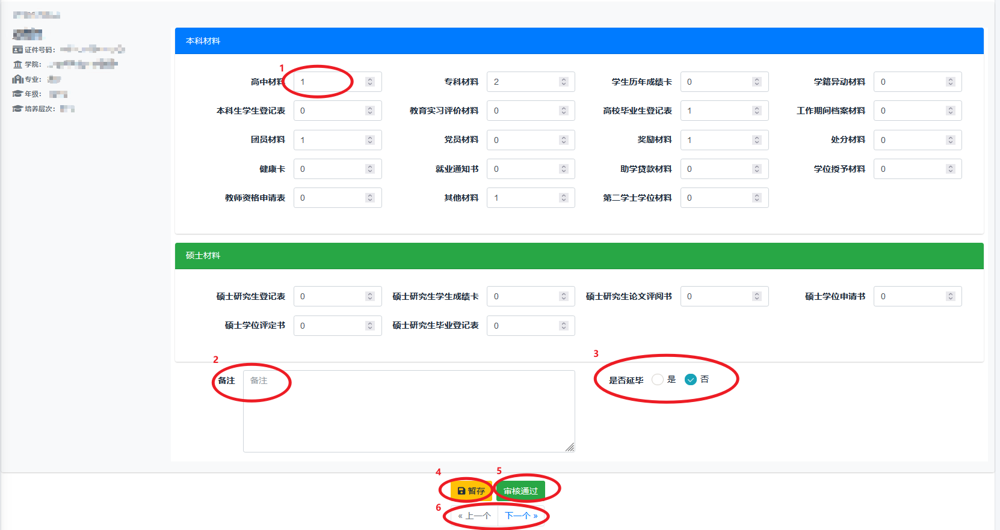 证件号码：
学院：
专业：
年级：
培养层次：
本科材料
1
高中材料 1 专科材料 2 学生历年成绩卡 0 学籍异动材料 0
本科生学生登记表 0 教育实习评价材料 0 高校毕业生登记表 1 工作期间档案材料 0
团员材料 1 党员材料 0 奖励材料 1 处分材料 0
健康卡 0 就业通知书 0 助学贷款材料 0 学位授予材料 0
教师资格申请表 0 其他材料 1 第二学士学位材料 0
硕士材料
硕士研究生登记表 0 硕士研究生学生成绩卡 0 硕士研究生论文评阅书 0 硕士学位申请书 0
硕士学位评定书 0 硕士研究生毕业登记表 0
2 3
备注 备注 是否延毕 是 否
4 5
暂存 审核通过
6
« 上一个 下一个 »